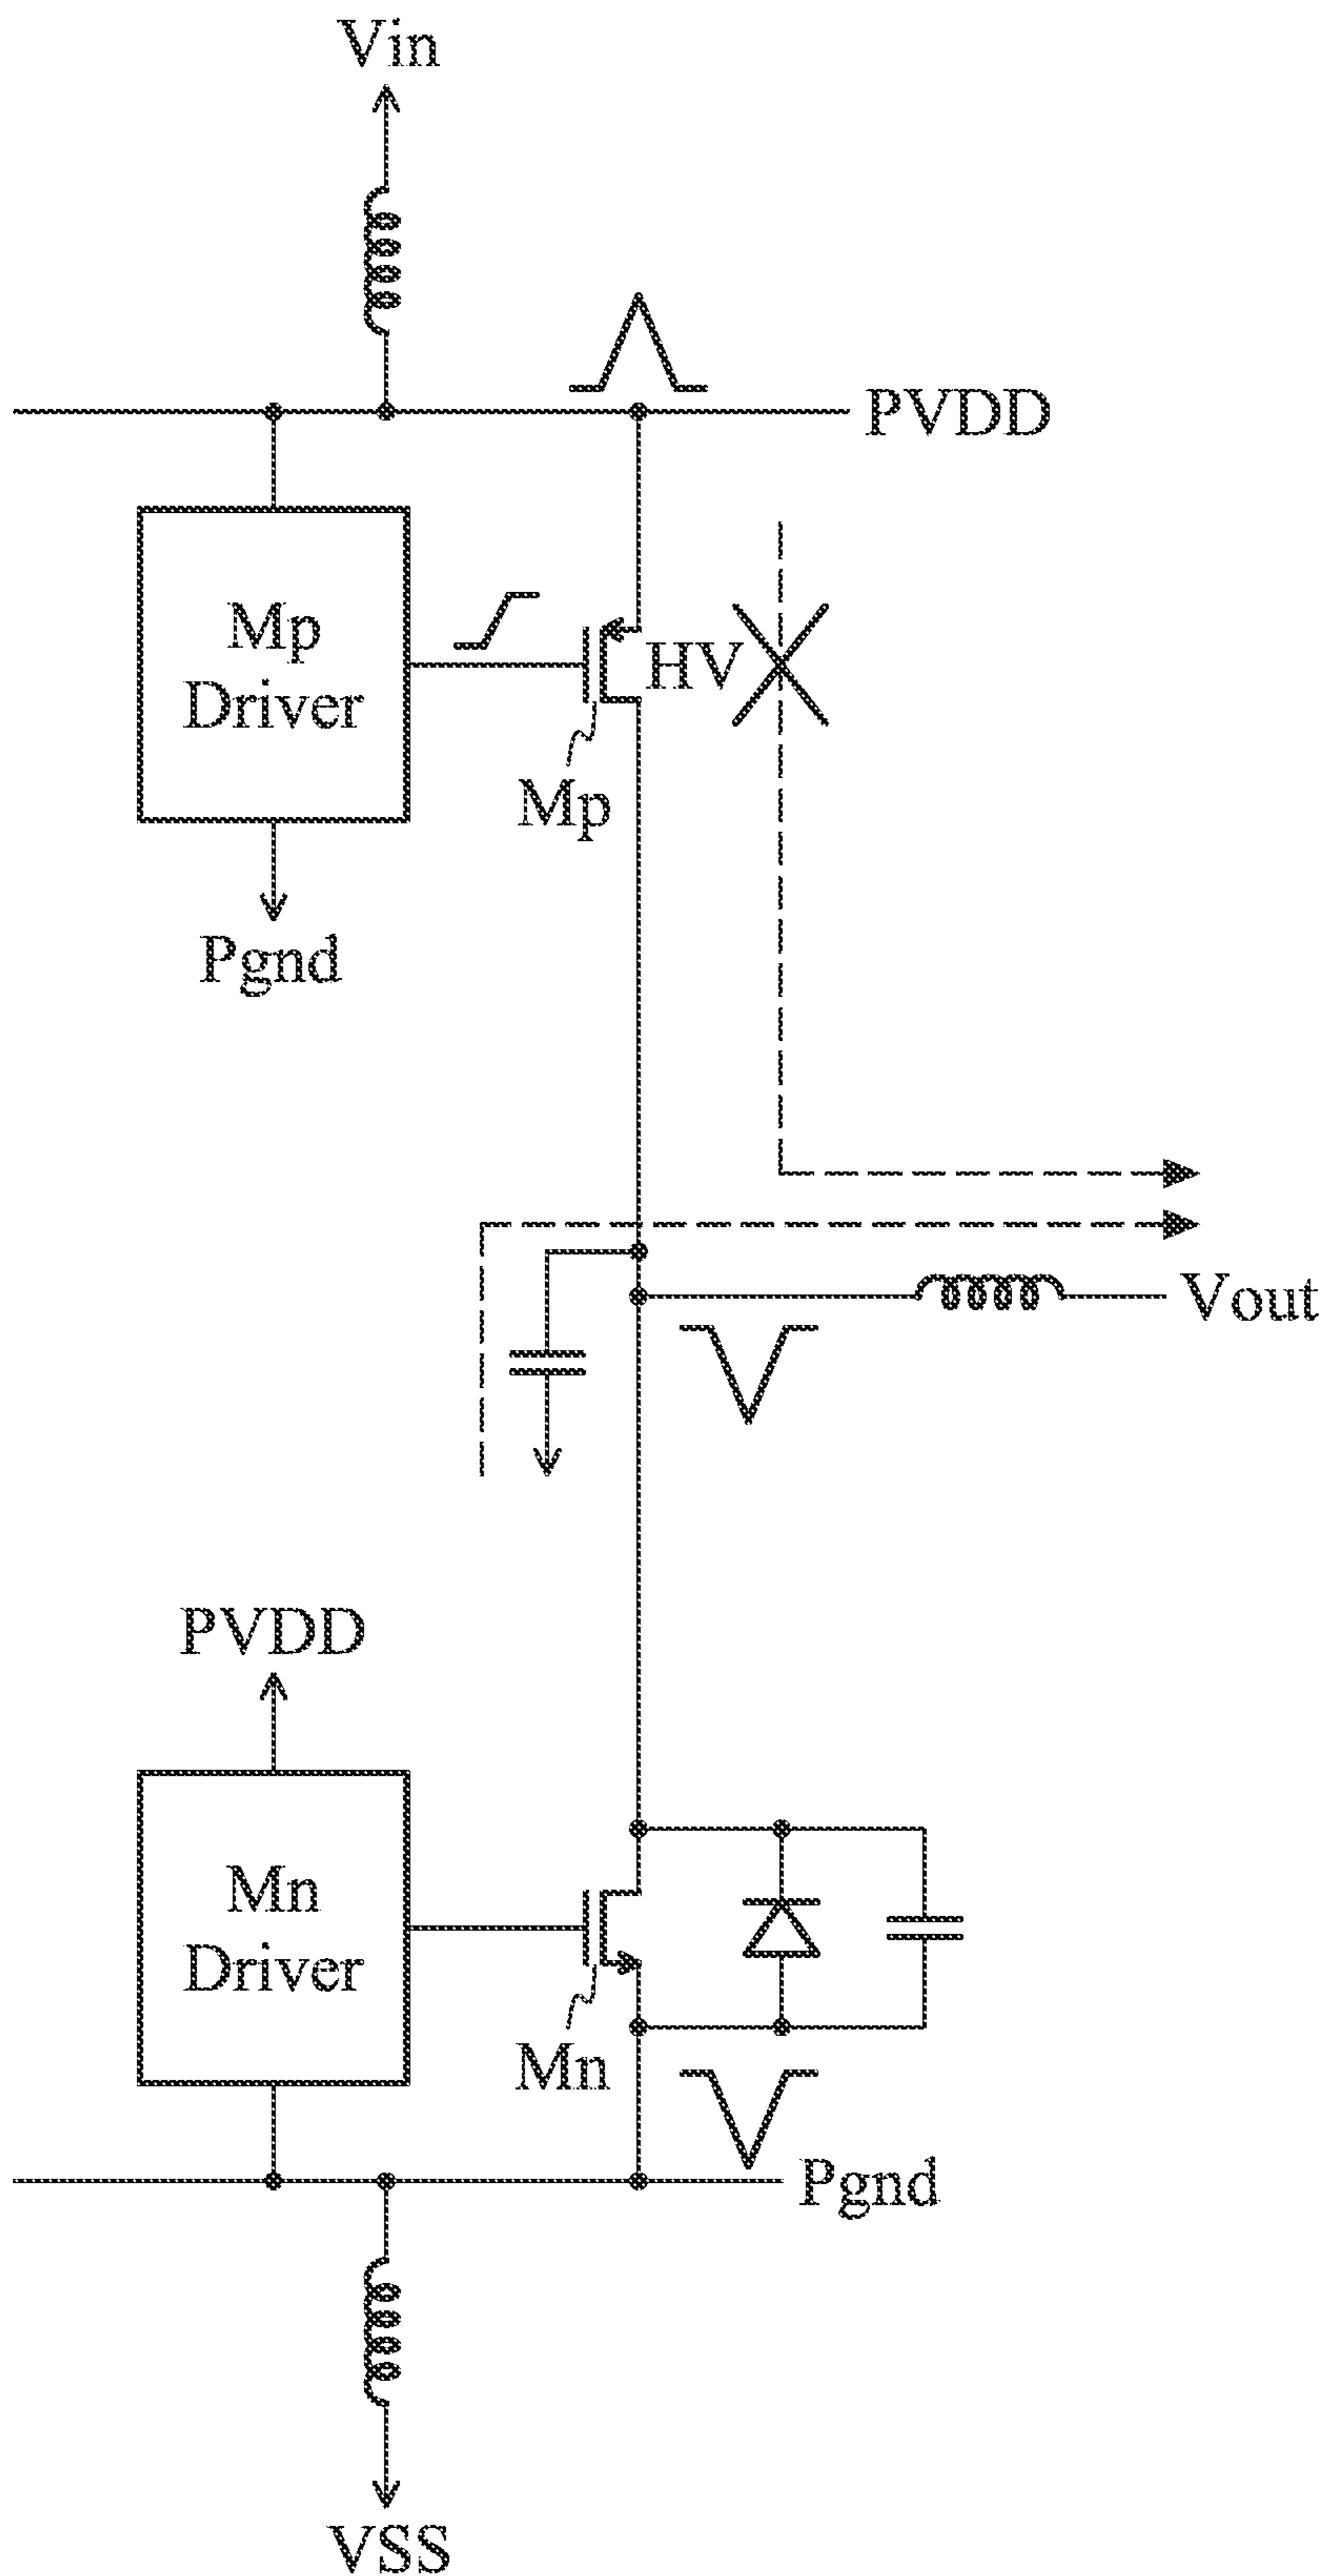 Vin
PVDD
Mp
Driver
HV
Mp
Pgnd
Vout
PVDD
Mn
Driver
Mn
Pgnd
VSS